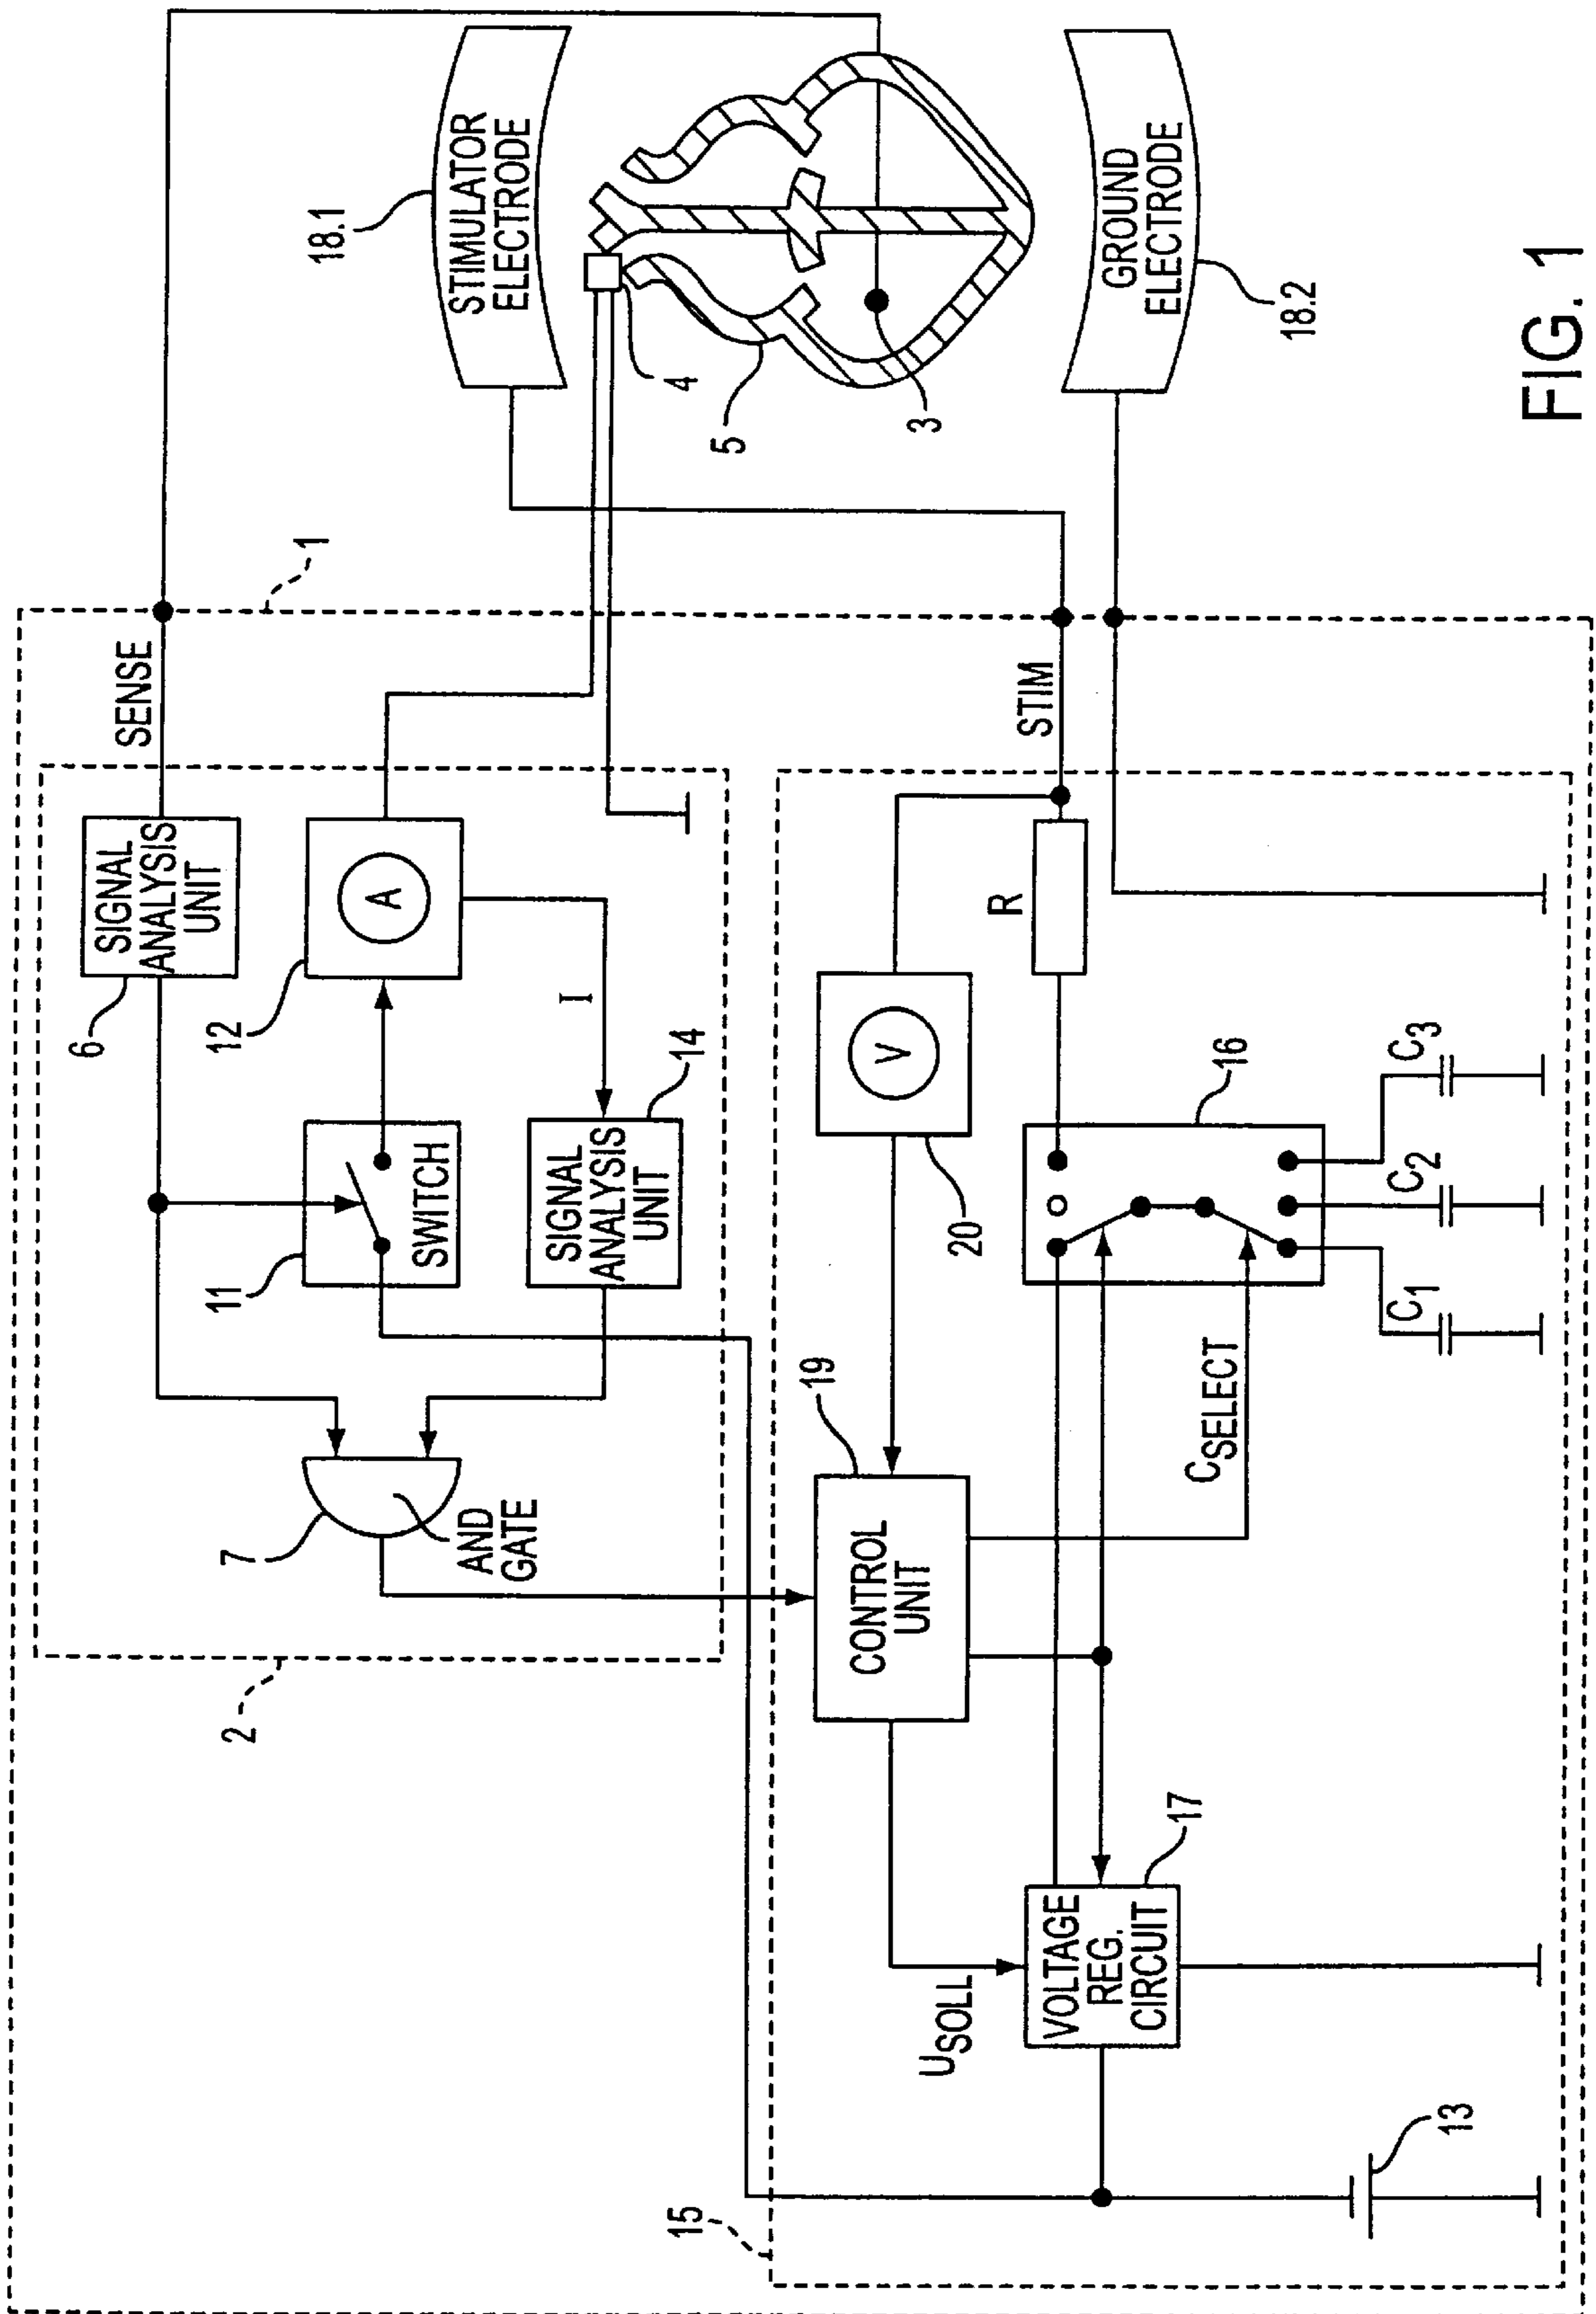 FIG. 1
1
SENSE
SIGNAL
ANALYSIS
UNIT
6
12
A
I
11
SWITCH
14
SIGNAL
ANALYSIS
UNIT
7
AND
GATE
2
18.1
STIMULATOR
ELECTRODE
4
5
3
GROUND
ELECTRODE
18.2
STIM
R
V
20
16
C3
C2
C1
CSELECT
19
CONTROL
UNIT
USOLL
17
VOLTAGE
REG.
CIRCUIT
15
13